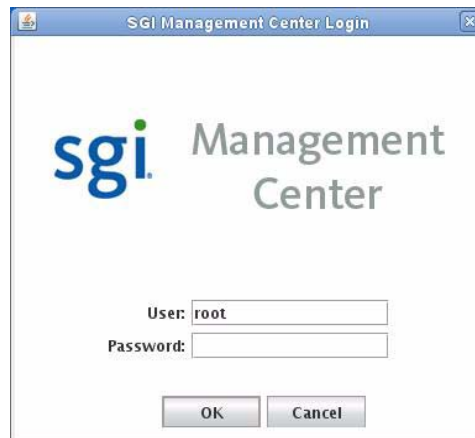 SGI Management Center Login
sgi
Management
Center
User: root
Password:
OK Cancel